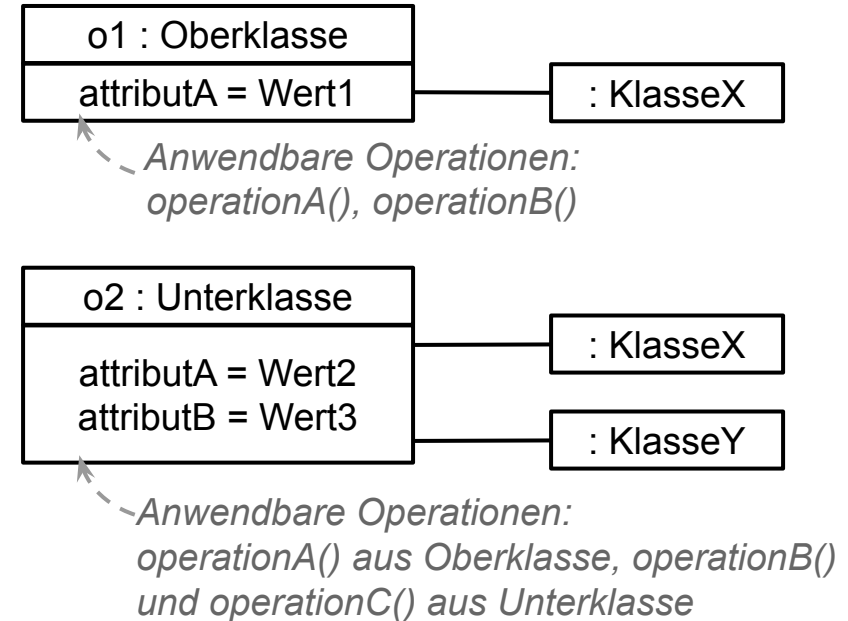 o1 : Oberklasse
attributA = Wert1
: KlasseX
Anwendbare Operationen:
operationA(), operationB()
o2 : Unterklasse
attributA = Wert2
attributB = Wert3
: KlasseX
: KlasseY
Anwendbare Operationen:
operationA() aus Oberklasse, operationB()
und operationC() aus Unterklasse